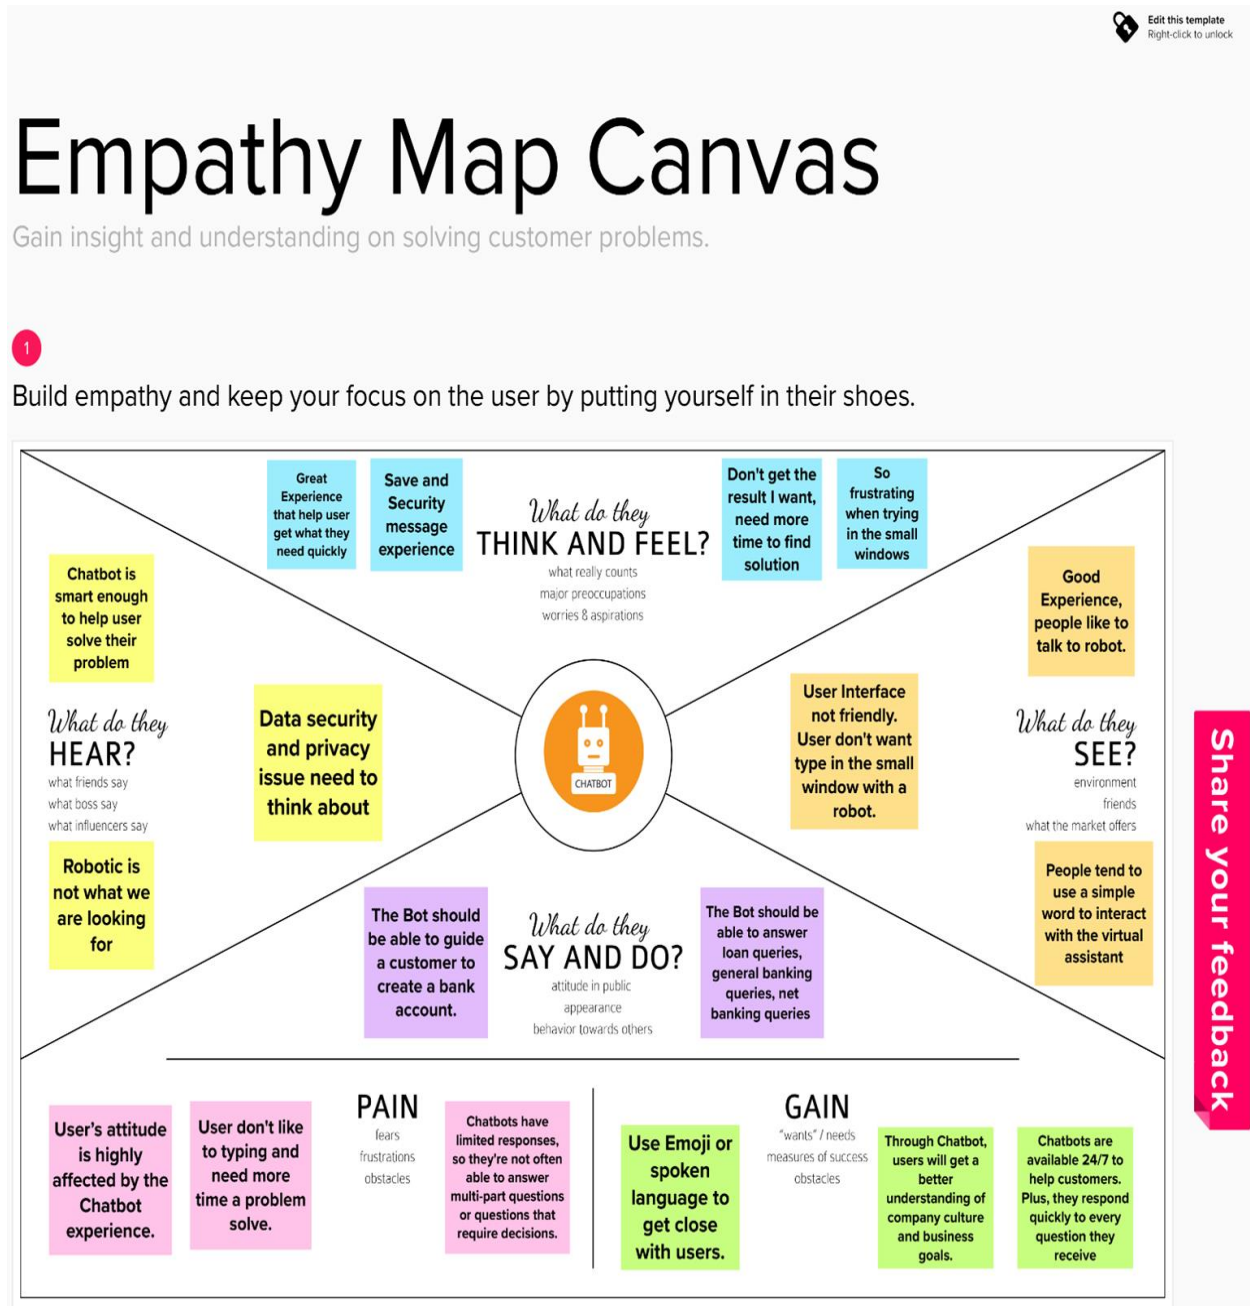 Edit this template
Right-click to unlock
Empathy Map Canvas
Gain insight and understanding on solving customer problems.
1
Build empathy and keep your focus on the user by putting yourself in their shoes.
Great
Experience
that help user
get what they
need quickly
Save and
Security
message
experience
What do they
THINK AND FEEL?
what really counts
major preoccupations
worries & aspirations
Don't get the
result I want,
need more
time to find
solution
So
frustrating
when trying
in the small
windows
Chatbot is
smart enough
to help user
solve their
problem
What do they
HEAR?
what friends say
what boss say
what influencers say
Data security
and privacy
issue need to
think about
Robotic is
not what we
are looking
for
CHATBOT
User Interface
not friendly.
User don't want
type in the small
window with a
robot.
Good
Experience,
people like to
talk to robot.
What do they
SEE?
environment
friends
what the market offers
People tend to
use a simple
word to interact
with the virtual
assistant
The Bot should
be able to guide
a customer to
create a bank
account.
What do they
SAY AND DO?
attitude in public
appearance
behavior towards others
The Bot should be
able to answer
loan queries,
general banking
queries, net
banking queries
Share your feedback
User's attitude
is highly
affected by the
Chatbot
experience.
User don't like
to typing and
need more
time a problem
solve.
PAIN
fears
frustrations
obstacles
Chatbots have
limited responses,
so they're not often
able to answer
multi-part questions
or questions that
require decisions.
Use Emoji or
spoken
language to
get close
with users.
GAIN
"wants" / needs
measures of success
obstacles
Through Chatbot,
users will get a
better
understanding of
company culture
and business
goals.
Chatbots are
available 24/7 to
help customers.
Plus, they respond
quickly to every
question they
receive